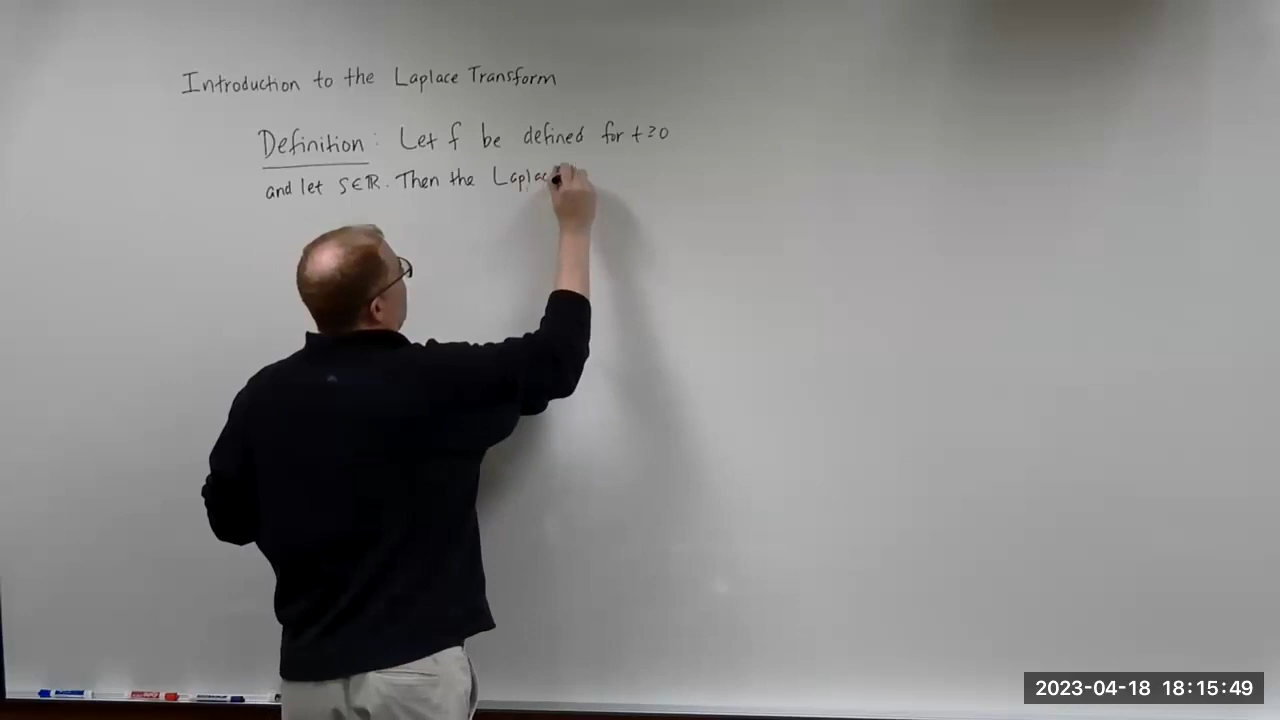 Introduction to the Laplace Transform
Definition: Let f be defined for t≥0
and let s∈ℝ. Then the Laplac
2023-04-18 18:15:49